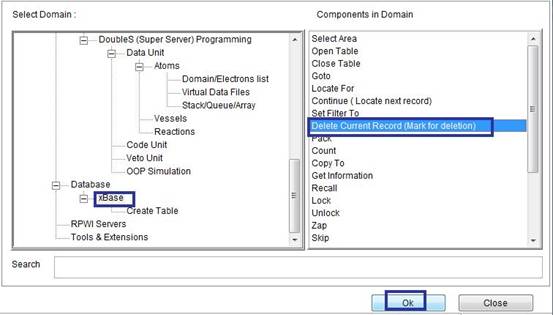 Select Domain :
DoubleS (Super Server) Programming
Data Unit
Atoms
Domain/Electrons list
Virtual Data Files
Stack/Queue/Array
Vessels
Reactions
Code Unit
Veto Unit
OOP Simulation
Database
xBase
Create Table
RPWI Servers
Tools & Extensions
Components in Domain
Select Area
Open Table
Close Table
Goto
Locate For
Continue ( Locate next record)
Set Filter To
Delete Current Record (Mark for deletion)
Pack
Count
Copy To
Get Information
Recall
Lock
Unlock
Zap
Skip
Search
Ok
Close